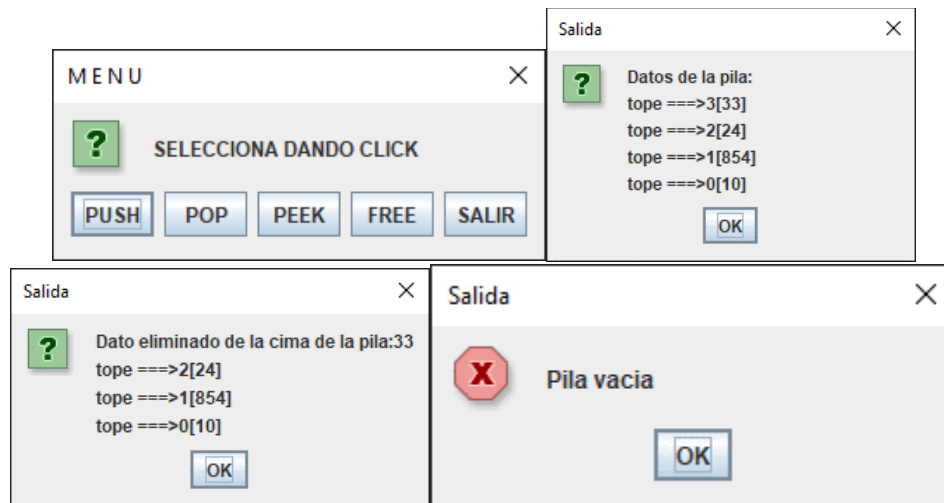 M E N U
SELECCIONA DANDO CLICK
PUSH POP PEEK FREE SALIR
Salida
Datos de la pila:
tope ===>3[33]
tope ===>2[24]
tope ===>1[854]
tope ===>0[10]
OK
Salida
Dato eliminado de la cima de la pila:33
tope ===>2[24]
tope ===>1[854]
tope ===>0[10]
OK
Salida
Pila vacia
OK